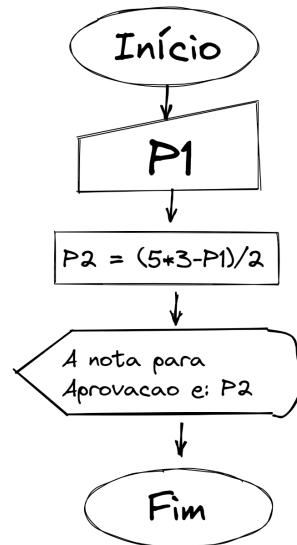 Início
P1
P2 = (5*3-P1)/2
A nota para
Aprovacao e: P2
Fim